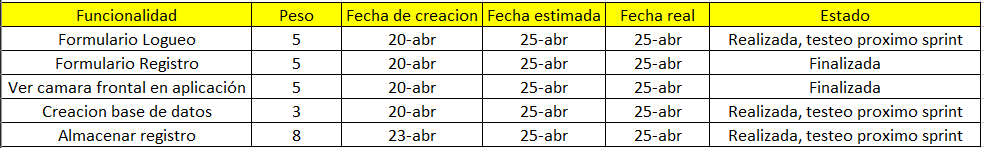 Funcionalidad Peso Fecha de creacion Fecha estimada Fecha real Estado
Formulario Logueo 5 20-abr 25-abr 25-abr Realizada, testeo proximo sprint
Formulario Registro 5 20-abr 25-abr 25-abr Finalizada
Ver camara frontal en aplicación 5 20-abr 25-abr 25-abr Finalizada
Creacion base de datos 3 20-abr 25-abr 25-abr Realizada, testeo proximo sprint
Almacenar registro 8 23-abr 25-abr 25-abr Realizada, testeo proximo sprint